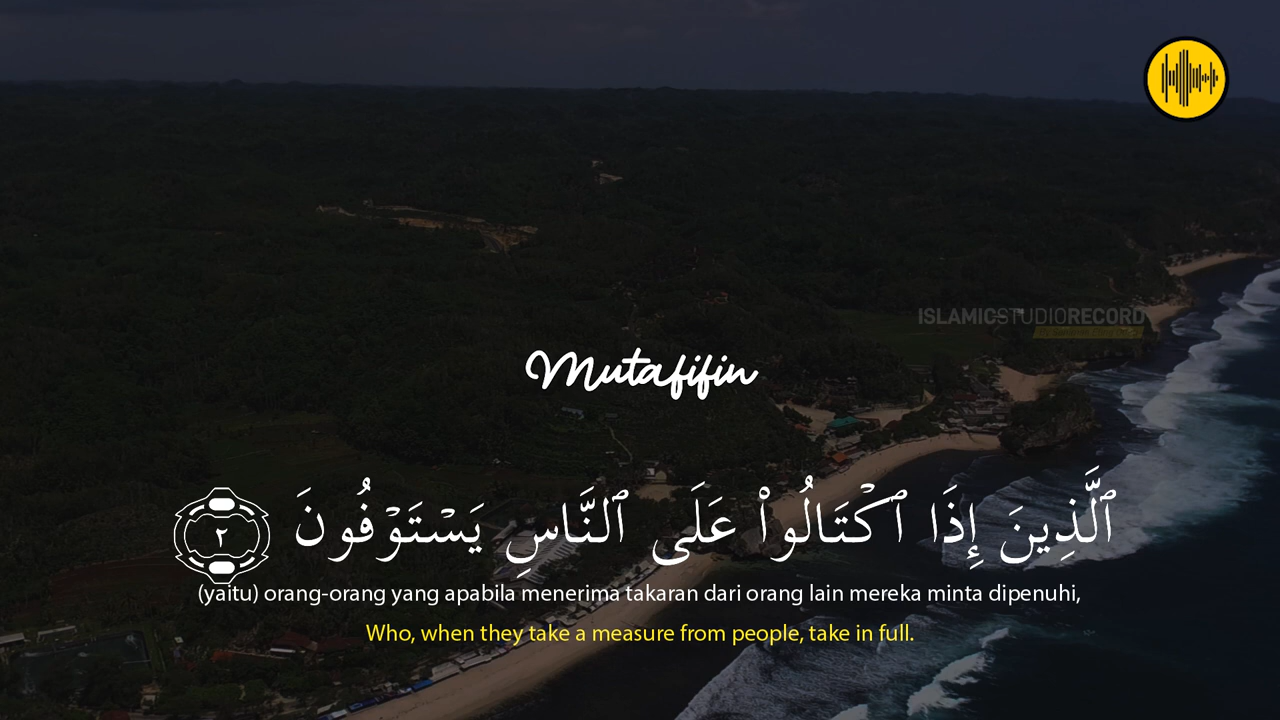 ISLAMICSTUDIORECORD
Mutafifin
ٱلَّذِينَ إِذَا ٱكْتَالُوا۟ عَلَى ٱلنَّاسِ يَسْتَوْفُونَ ٢
(yaitu) orang-orang yang apabila menerima takaran dari orang lain mereka minta dipenuhi,
Who, when they take a measure from people, take in full.